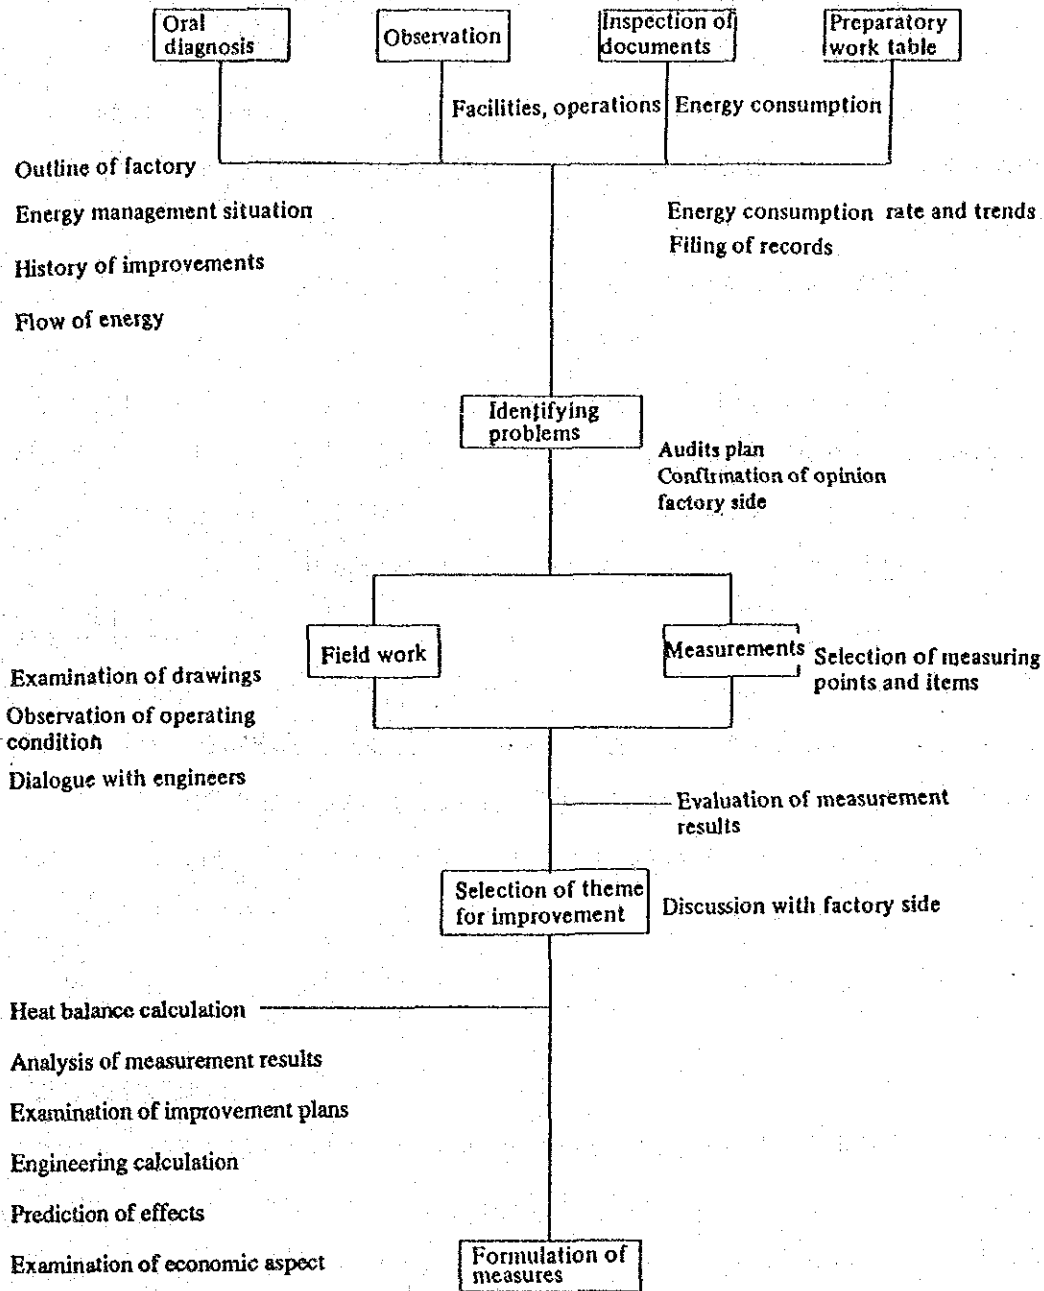 Oral
diagnosis
Observation
Inspection of
documents
Preparatory
work table
Facilities, operations
Energy consumption
Outline of factory
Energy management situation
History of improvements
Flow of energy
Energy consumption rate and trends
Filing of records
Identifying
problems
Audits plan
Confirmation of opinion
factory side
Field work
Measurements
Selection of measuring
points and items
Examination of drawings
Observation of operating
condition
Dialogue with engineers
Evaluation of measurement
results
Selection of theme
for improvement
Discussion with factory side
Heat balance calculation
Analysis of measurement results
Examination of improvement plans
Engineering calculation
Prediction of effects
Examination of economic aspect
Formulation of
measures